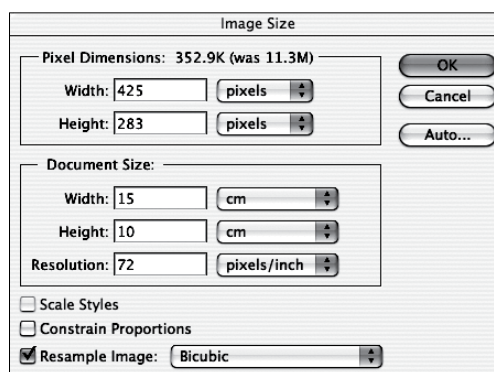 Image Size
Pixel Dimensions: 352.9K (was 11.3M)
Width: 425 pixels
Height: 283 pixels
OK
Cancel
Auto...
Document Size:
Width: 15 cm
Height: 10 cm
Resolution: 72 pixels/inch
Scale Styles
Constrain Proportions
Resample Image: Bicubic